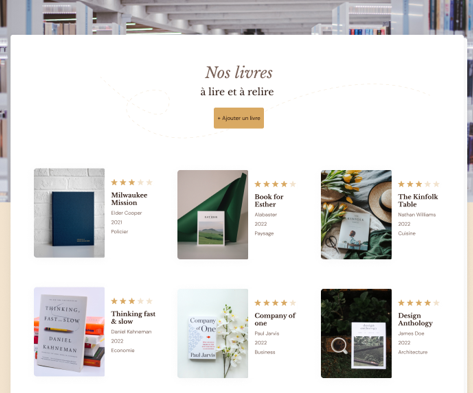 Nos livres
à lire et à relire
+ Ajouter un livre
Milwaukee
Mission
Elder Cooper
2021
Policier
Book for
Esther
Alabaster
2022
Paysage
The Kinfolk
Table
Nathan Williams
2022
Cuisine
THINKING,
FAST AND SLOW
DANIEL
KAHNEMAN
Thinking fast
& slow
Daniel Kahneman
2022
Economie
Company
of One
Paul Jarvis
Company of
one
Paul Jarvis
2022
Business
Design
Anthology
James Doe
2022
Architecture